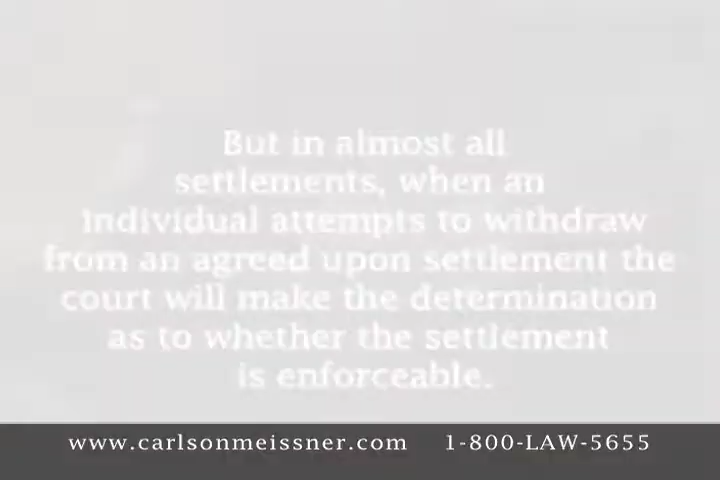 But in almost all
settlements, when an
individual attempts to withdraw
from an agreed upon settlement the
court will make the determination
as to whether the settlement
is enforceable.
www.carlsonmeissner.com 1-800-LAW-5655